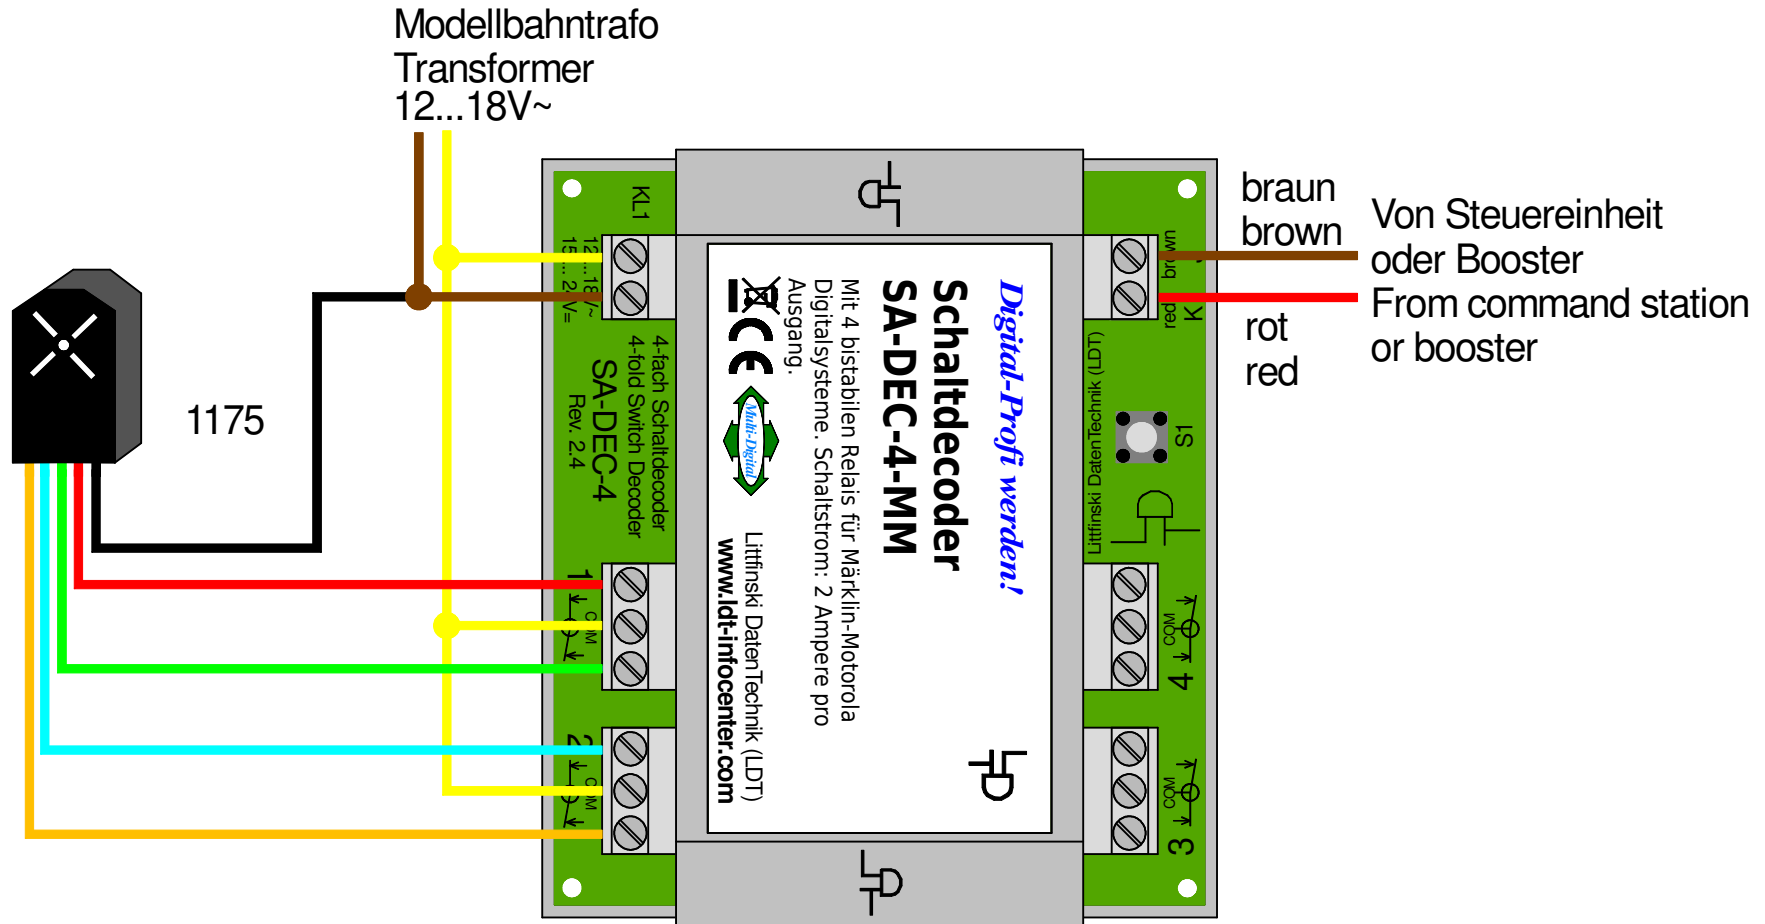 Modellbahntrafo
Transformer
12...18V~
1175
KL1
12...18V~
15... 24V=
4-fach Schaltdecoder
4-fold Switch Decoder
SA-DEC-4
Rev. 2.4
1
COM
2
COM
Digital-Profi werden!
Schaltdecoder
SA-DEC-4-MM
Mit 4 bistabilen Relais für Märklin-Motorola
Digitalsysteme. Schaltstrom: 2 Ampere pro
Ausgang.
CE
Multi-Digital
Littfinski DatenTechnik (LDT)
www.ldt-infocenter.com
brown
red
K
Littfinski DatenTechnik (LDT)
S1
COM
4
COM
3
braun
brown
rot
red
Von Steuereinheit
oder Booster
From command station
or booster